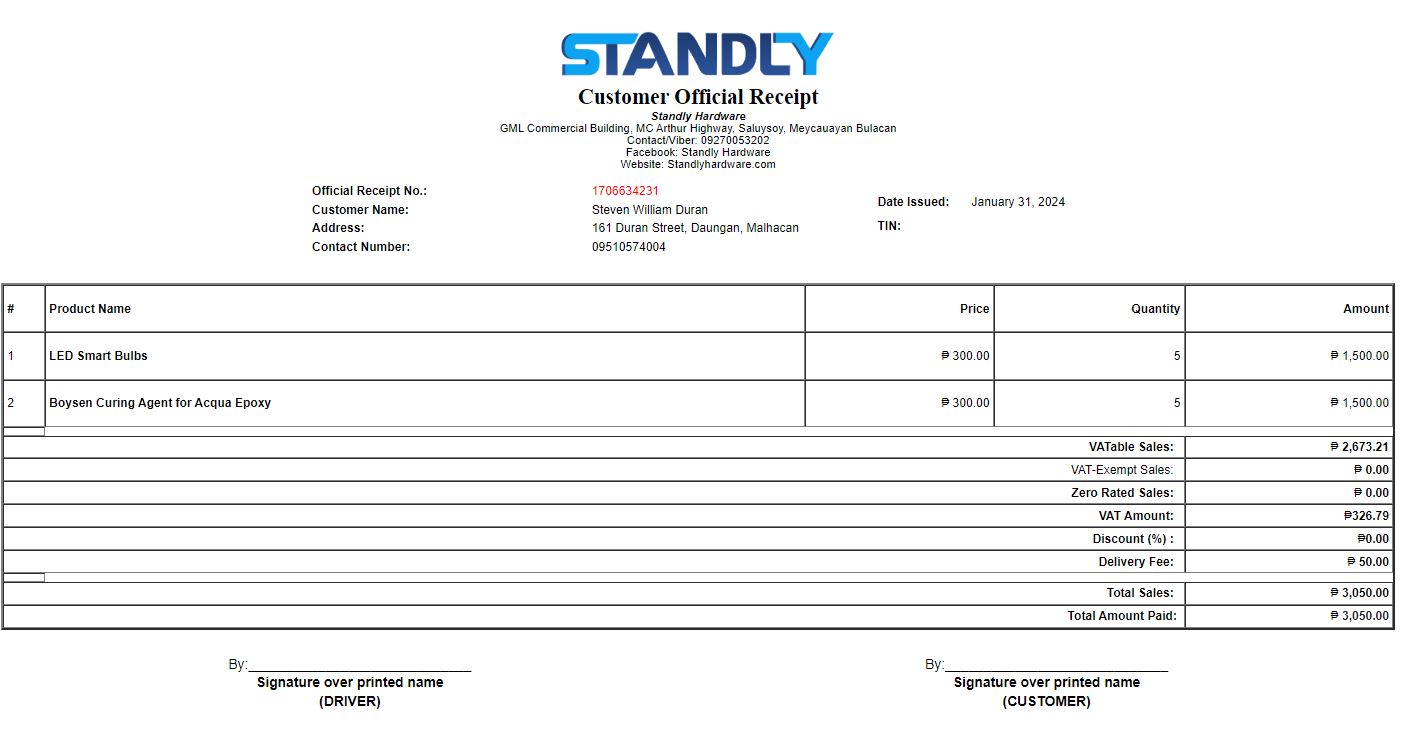 STANDLY
Customer Official Receipt
Standly Hardware
GML Commercial Building, MC Arthur Highway, Saluysoy, Meycauayan Bulacan
Contact/Viber: 09270053202
Facebook: Standly Hardware
Website: Standlyhardware.com
Official Receipt No.: 1706634231
Customer Name: Steven William Duran
Address: 161 Duran Street, Daungan, Malhacan
Contact Number: 09510574004
Date Issued: January 31, 2024
TIN:
# Product Name Price Quantity Amount
1 LED Smart Bulbs ₱ 300.00 5 ₱ 1,500.00
2 Boysen Curing Agent for Acqua Epoxy ₱ 300.00 5 ₱ 1,500.00
VATable Sales: ₱ 2,673.21
VAT-Exempt Sales: ₱ 0.00
Zero Rated Sales: ₱ 0.00
VAT Amount: ₱326.79
Discount (%) : ₱0.00
Delivery Fee: ₱ 50.00
Total Sales: ₱ 3,050.00
Total Amount Paid: ₱ 3,050.00
By:____________________________ By:____________________________
Signature over printed name Signature over printed name
(DRIVER) (CUSTOMER)